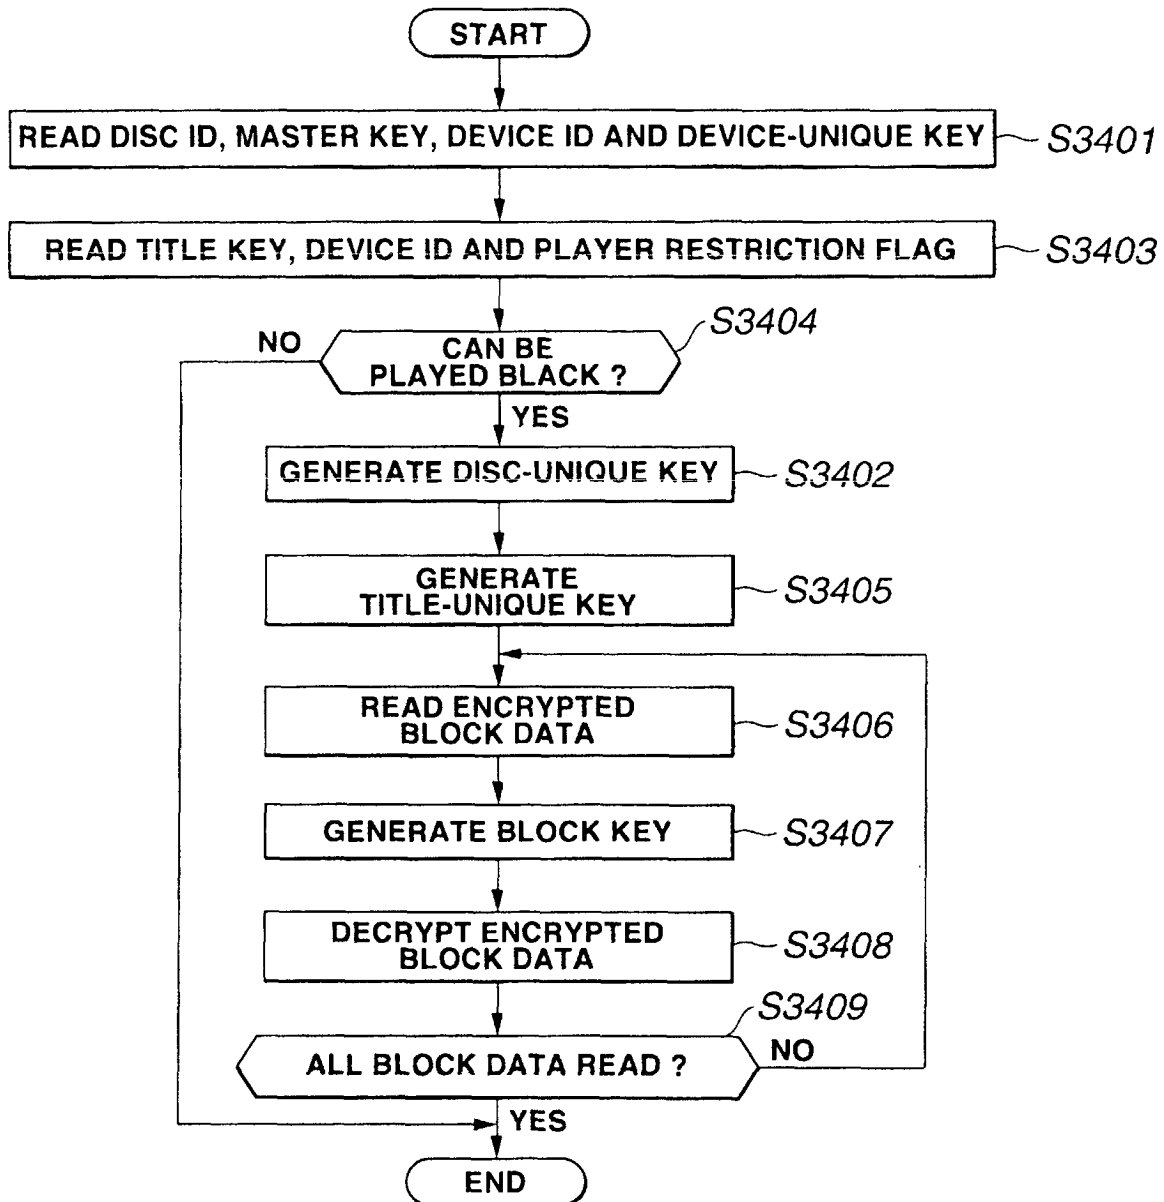 START
READ DISC ID, MASTER KEY, DEVICE ID AND DEVICE-UNIQUE KEY
S3401
READ TITLE KEY, DEVICE ID AND PLAYER RESTRICTION FLAG
S3403
S3404
NO
CAN BE
PLAYED BLACK ?
YES
GENERATE DISC-UNIQUE KEY
S3402
GENERATE
TITLE-UNIQUE KEY
S3405
READ ENCRYPTED
BLOCK DATA
S3406
GENERATE BLOCK KEY
S3407
DECRYPT ENCRYPTED
BLOCK DATA
S3408
S3409
ALL BLOCK DATA READ ?
NO
YES
END